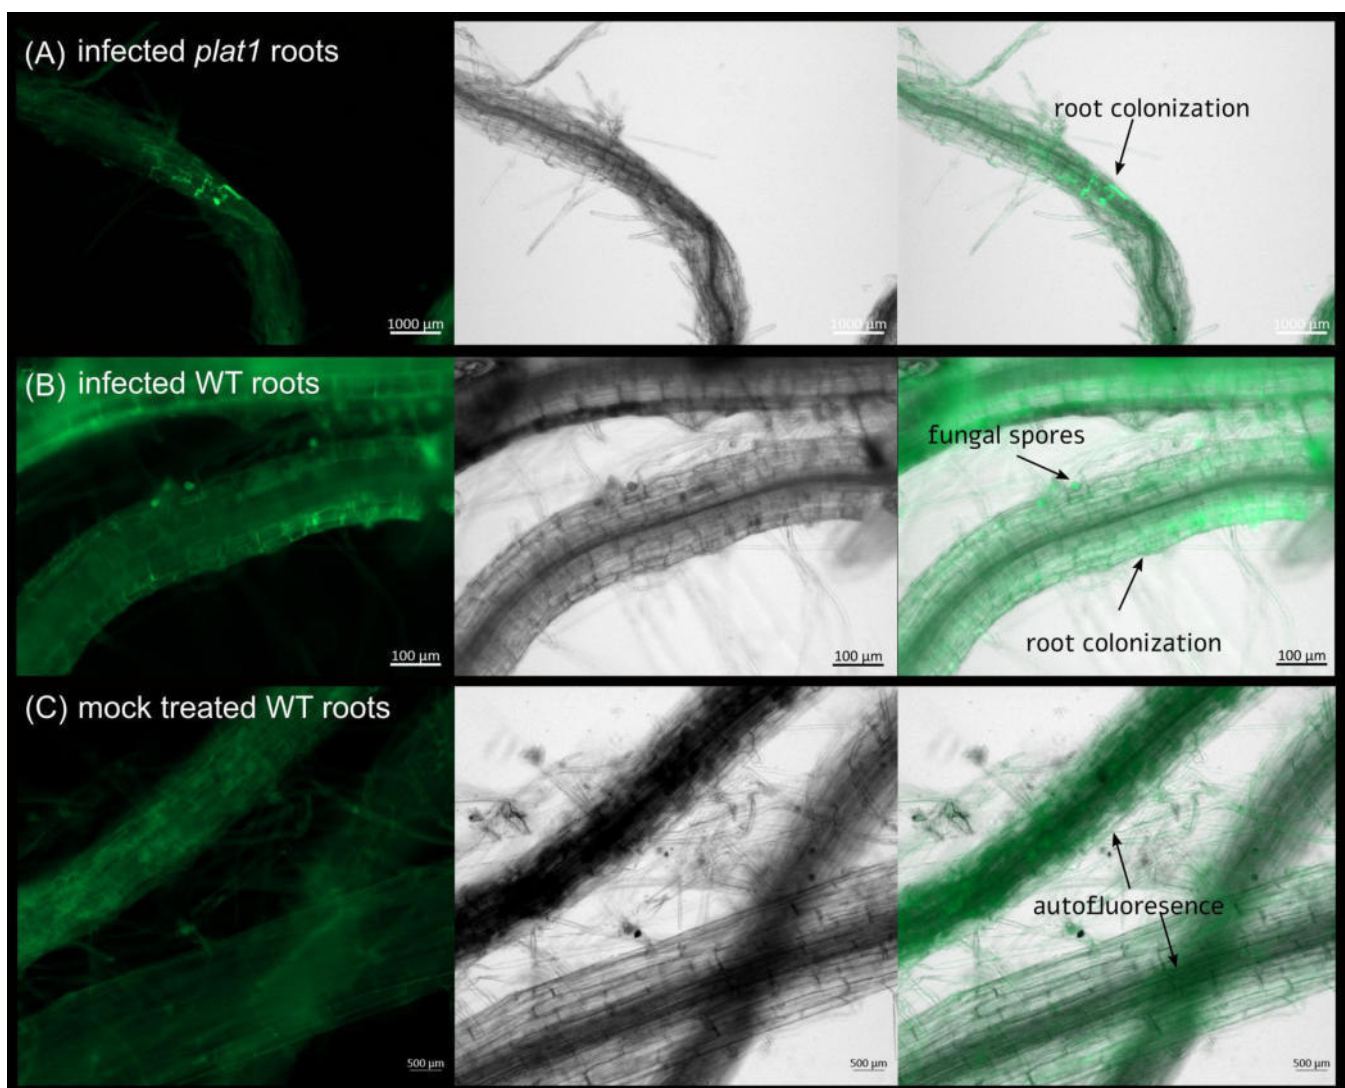 (A) infected plat1 roots
root colonization
1000 µm
1000 µm
1000 µm
(B) infected WT roots
fungal spores
root colonization
100 µm
100 µm
100 µm
(C) mock treated WT roots
autofluoresence
500 µm
500 µm
500 µm